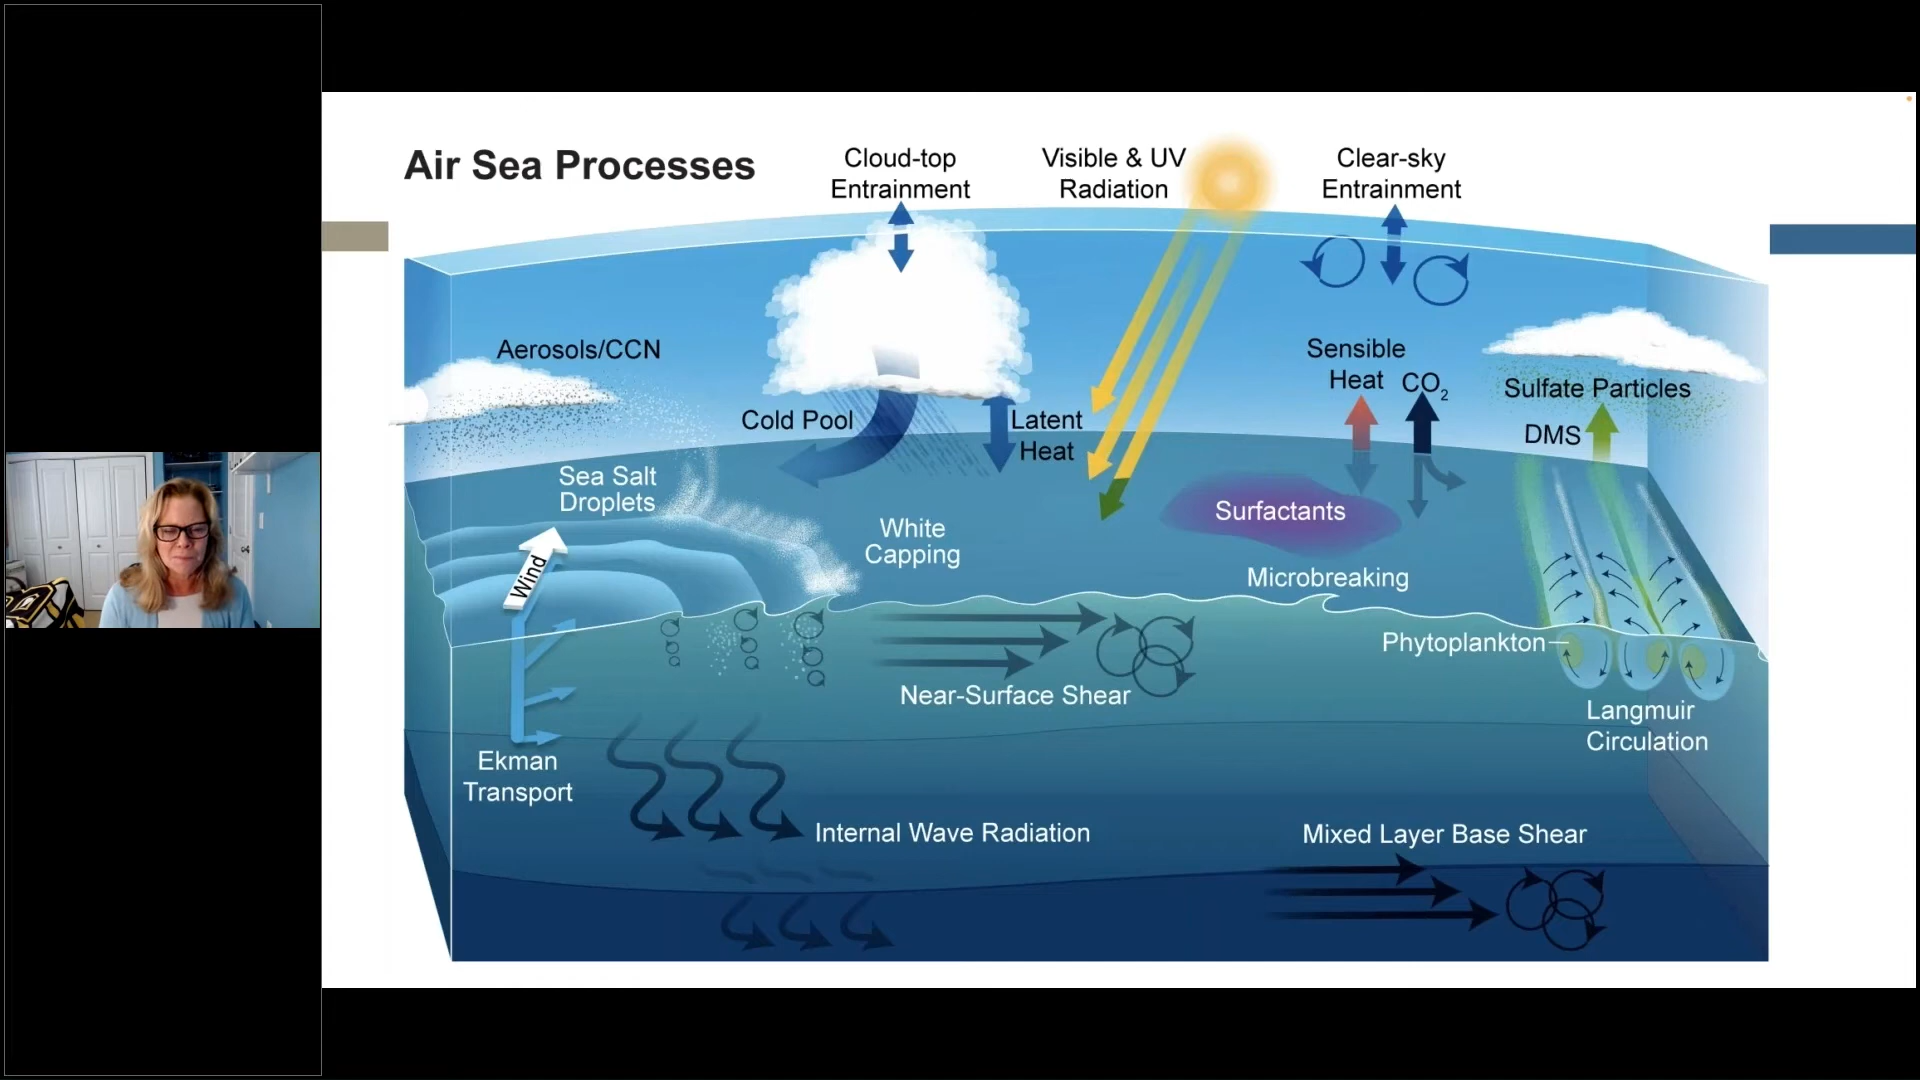 Air Sea Processes
Cloud-top
Entrainment
Visible & UV
Radiation
Clear-sky
Entrainment
Aerosols/CCN
Cold Pool
Latent
Heat
Sensible
Heat
CO₂
Sulfate Particles
DMS
Sea Salt
Droplets
White
Capping
Surfactants
Wind
Microbreaking
Phytoplankton
Near-Surface Shear
Langmuir
Circulation
Ekman
Transport
Internal Wave Radiation
Mixed Layer Base Shear